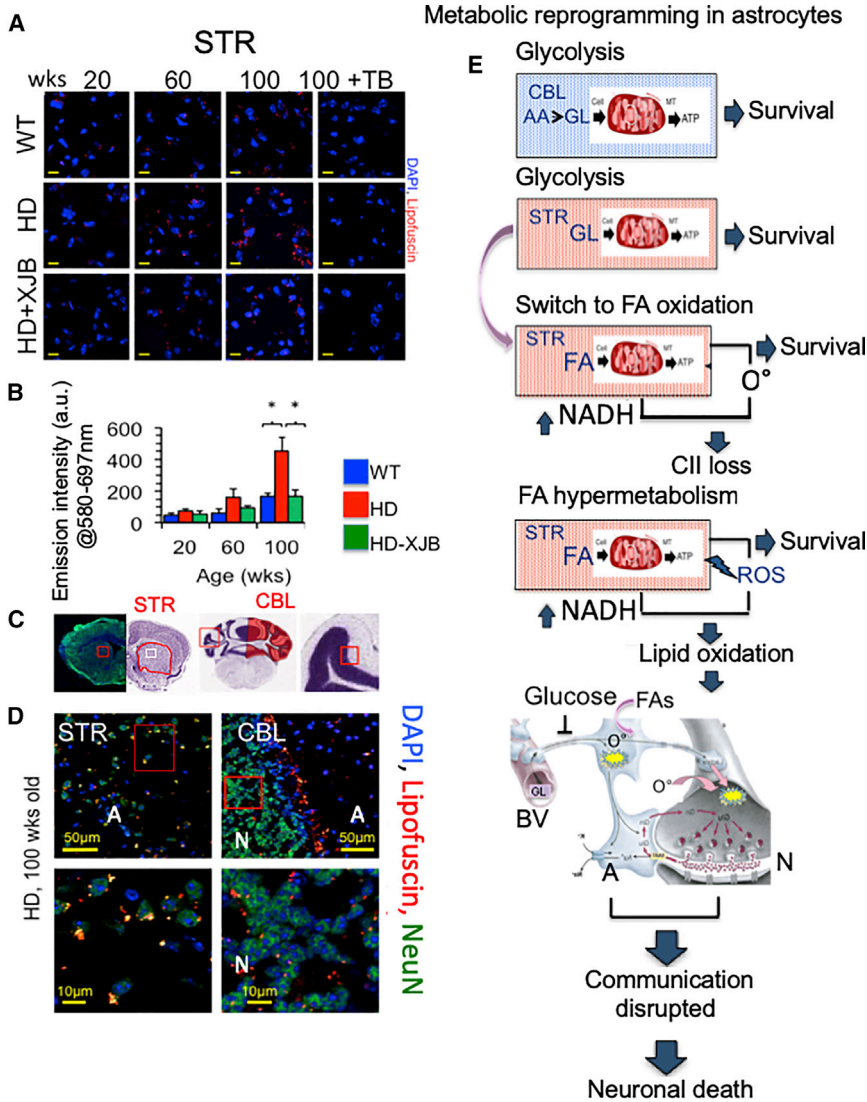 A
STR
wks 20 60 100 100 +TB
WT
HD
HD+XJB
DAPI, Lipofuscin
B
Emission intensity (a.u.)
@580-697nm
600
400
200
0
20 60 100
Age (wks)
* *
WT
HD
HD-XJB
C
STR CBL
D
HD, 100 wks old
STR
A
50μm
CBL
N
A
50μm
10μm
N
10μm
DAPI, Lipofuscin, NeuN
Metabolic reprogramming in astrocytes
E
Glycolysis
CBL
AA>GL
Cell MT
ATP
Survival
Glycolysis
STR
GL
Cell MT
ATP
Survival
Switch to FA oxidation
STR
FA
Cell MT
ATP
Survival
O°
NADH
CII loss
FA hypermetabolism
STR
FA
Cell MT
ATP
Survival
ROS
NADH
Lipid oxidation
Glucose
FAs
O°
GL
O°
BV
A
N
Communication
disrupted
Neuronal death